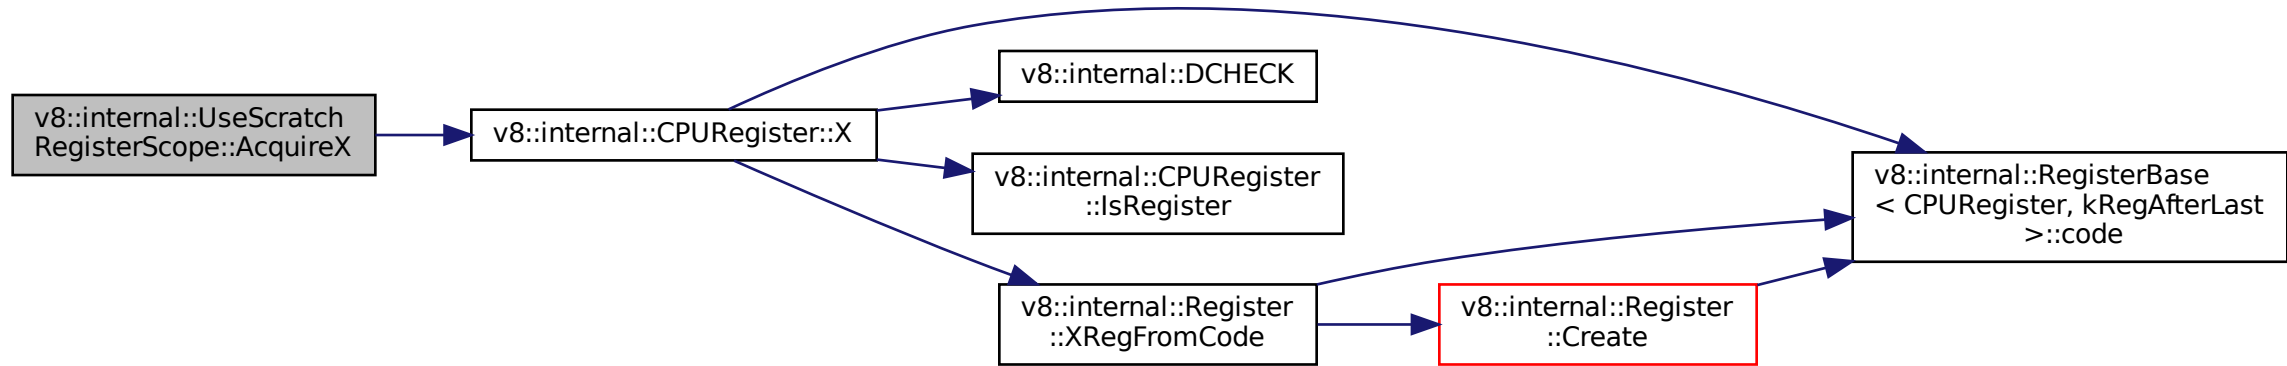 v8::internal::UseScratch
RegisterScope::AcquireX
v8::internal::CPURegister::X
v8::internal::DCHECK
v8::internal::CPURegister
::IsRegister
v8::internal::Register
::XRegFromCode
v8::internal::Register
::Create
v8::internal::RegisterBase
< CPURegister, kRegAfterLast
>::code